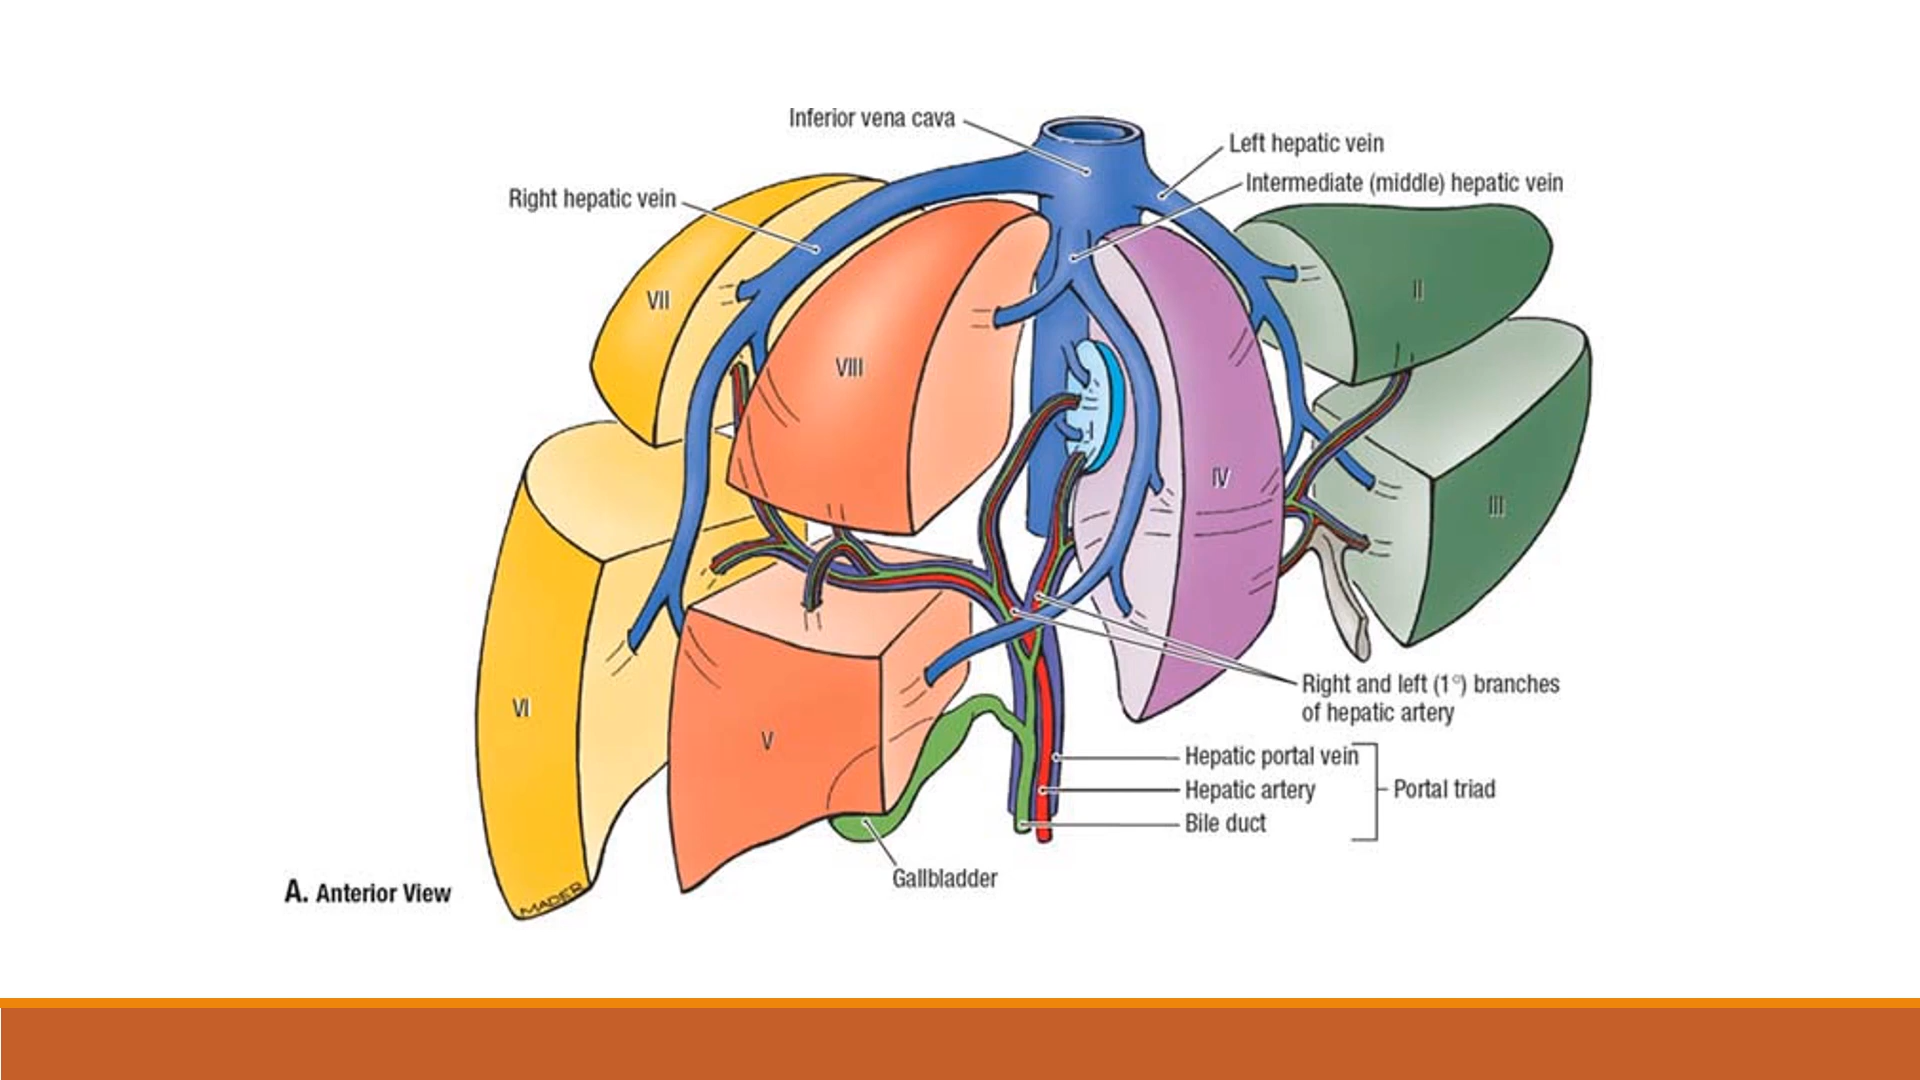 Inferior vena cava
Left hepatic vein
Intermediate (middle) hepatic vein
Right hepatic vein
VII
II
VIII
I
IV
III
Right and left (1°) branches
of hepatic artery
VI
V
Hepatic portal vein
Hepatic artery
Portal triad
Bile duct
Gallbladder
A. Anterior View
MADER